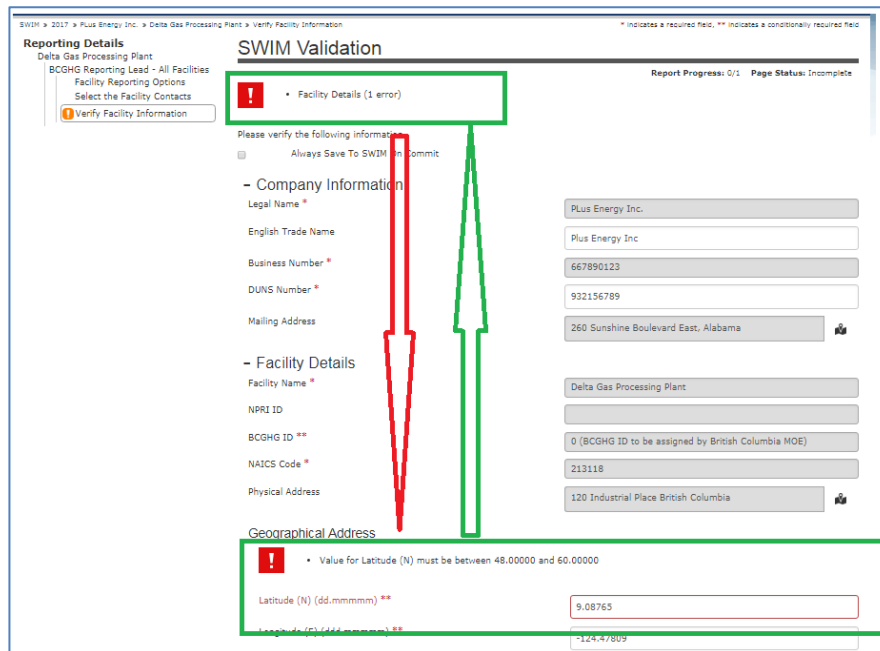 SWIM » 2017 » PLus Energy Inc. » Delta Gas Processing Plant » Verify Facility Information
* indicates a required field, ** indicates a conditionally required field
Reporting Details
Delta Gas Processing Plant
BCGHG Reporting Lead - All Facilities
Facility Reporting Options
Select the Facility Contacts
Verify Facility Information
SWIM Validation
Report Progress: 0/1 Page Status: Incomplete
• Facility Details (1 error)
Please verify the following information
Always Save To SWIM On Commit
- Company Information
Legal Name * PLus Energy Inc.
English Trade Name Plus Energy Inc
Business Number * 667890123
DUNS Number * 932156789
Mailing Address 260 Sunshine Boulevard East, Alabama
- Facility Details
Facility Name * Delta Gas Processing Plant
NPRI ID
BCGHG ID ** 0 (BCGHG ID to be assigned by British Columbia MOE)
NAICS Code * 213118
Physical Address 120 Industrial Place British Columbia
Geographical Address
• Value for Latitude (N) must be between 48.00000 and 60.00000
Latitude (N) (dd.mmmmm) ** 9.08765
Longitude (E) (ddd.mmmmm) ** -124.47809